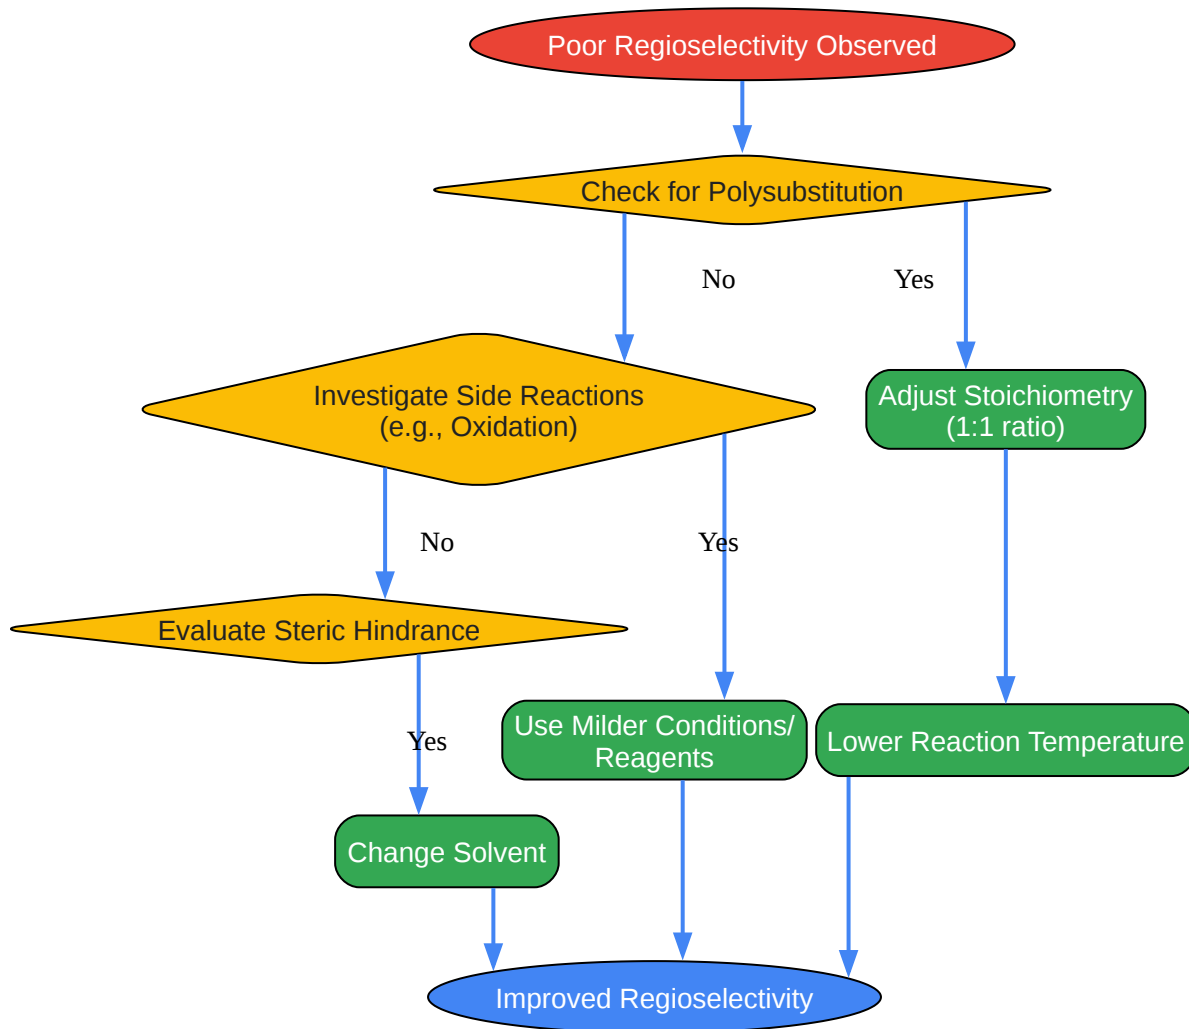 Poor Regioselectivity Observed
Check for Polysubstitution
No
Yes
Investigate Side Reactions
(e.g., Oxidation)
Adjust Stoichiometry
(1:1 ratio)
No
Yes
Evaluate Steric Hindrance
Use Milder Conditions/
Reagents
Lower Reaction Temperature
Yes
Change Solvent
Improved Regioselectivity